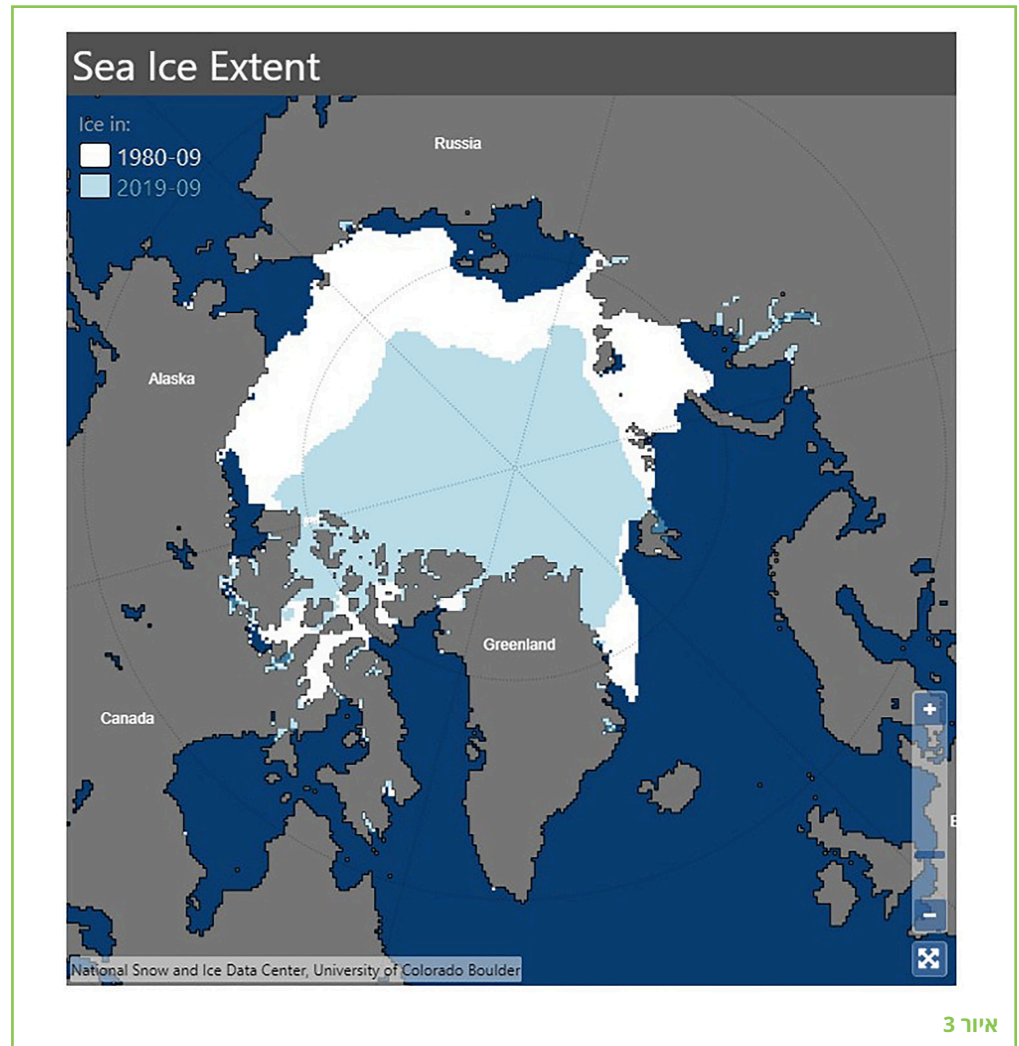 Sea Ice Extent
Ice in:
1980-09
2019-09
Russia
Alaska
Greenland
Canada
+
E
−
National Snow and Ice Data Center, University of Colorado Boulder
איור 3